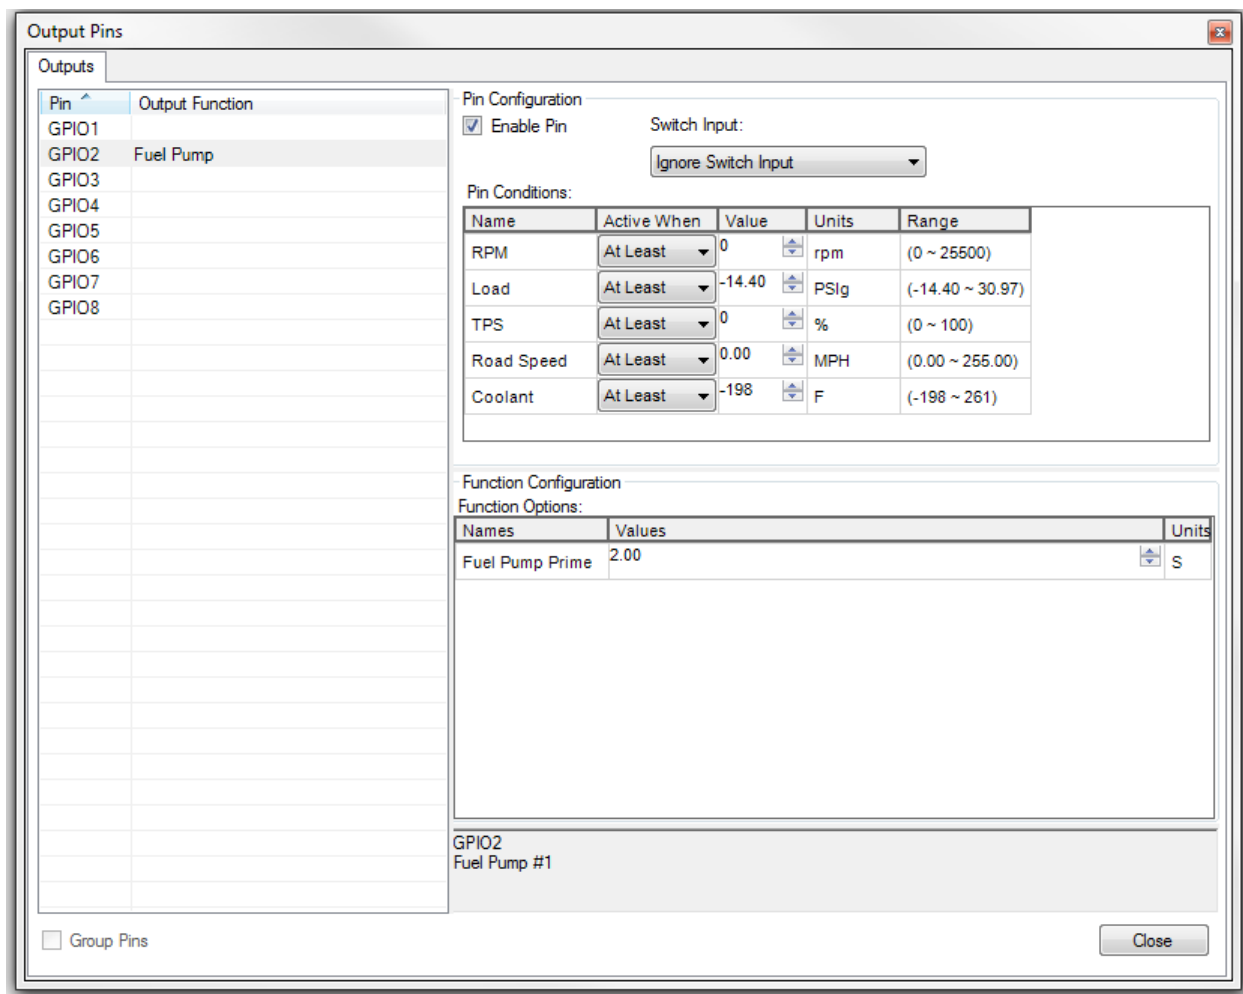 Output Pins
Outputs
Pin Output Function
GPIO1
GPIO2 Fuel Pump
GPIO3
GPIO4
GPIO5
GPIO6
GPIO7
GPIO8
Pin Configuration
Enable Pin Switch Input:
Ignore Switch Input
Pin Conditions:
Name Active When Value Units Range
RPM At Least 0 rpm (0 ~ 25500)
Load At Least -14.40 PSIg (-14.40 ~ 30.97)
TPS At Least 0 % (0 ~ 100)
Road Speed At Least 0.00 MPH (0.00 ~ 255.00)
Coolant At Least -198 F (-198 ~ 261)
Function Configuration
Function Options:
Names Values Units
Fuel Pump Prime 2.00 S
GPIO2
Fuel Pump #1
Group Pins Close